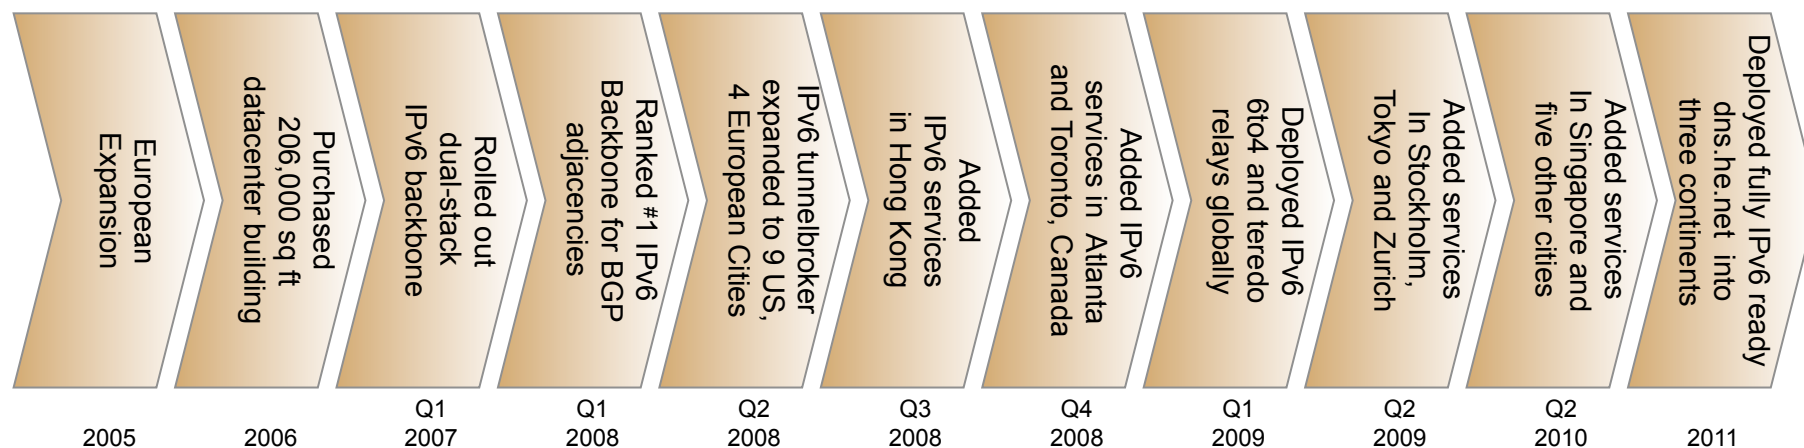 European
Expansion
2005
Purchased
206,000 sq ft
datacenter building
2006
Rolled out
dual-stack
IPv6 backbone
Q1
2007
Ranked #1 IPv6
Backbone for BGP
adjacencies
Q1
2008
IPv6 tunnelbroker
expanded to 9 US,
4 European Cities
Q2
2008
Added
IPv6 services
in Hong Kong
Q3
2008
Added IPv6
services in Atlanta
and Toronto, Canada
Q4
2008
Deployed IPv6
6to4 and teredo
relays globally
Q1
2009
Added services
In Stockholm,
Tokyo and Zurich
Q2
2009
Added services
In Singapore and
five other cities
Q2
2010
Deployed fully IPv6 ready
dns.he.net into
three continents
2011